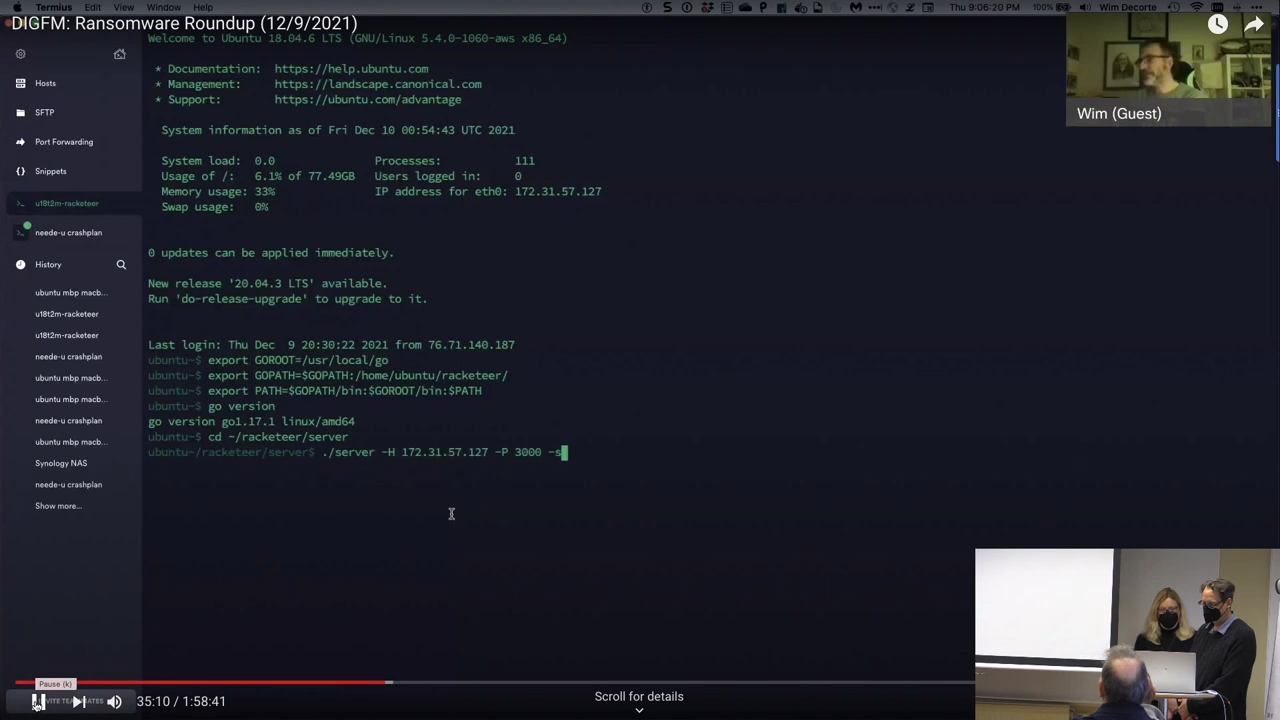 Termius Edit View Window Help
100% Thu 9:06:20 PM Wim Decorte
DIGFM: Ransomware Roundup (12/9/2021)
Welcome to Ubuntu 18.04.6 LTS (GNU/Linux 5.4.0-1060-aws x86_64)
* Documentation: https://help.ubuntu.com
* Management: https://landscape.canonical.com
* Support: https://ubuntu.com/advantage
System information as of Fri Dec 10 00:54:43 UTC 2021
System load: 0.0 Processes: 111
Usage of /: 6.1% of 77.49GB Users logged in: 0
Memory usage: 33% IP address for eth0: 172.31.57.127
Swap usage: 0%
0 updates can be applied immediately.
New release '20.04.3 LTS' available.
Run 'do-release-upgrade' to upgrade to it.
Last login: Thu Dec 9 20:30:22 2021 from 76.71.140.187
ubuntu~$ export GOROOT=/usr/local/go
ubuntu~$ export GOPATH=$GOPATH:/home/ubuntu/racketeer/
ubuntu~$ export PATH=$GOPATH/bin:$GOROOT/bin:$PATH
ubuntu~$ go version
go version go1.17.1 linux/amd64
ubuntu~$ cd ~/racketeer/server
ubuntu~/racketeer/server$ ./server -H 172.31.57.127 -P 3000 -s
Hosts
SFTP
Port Forwarding
{} Snippets
u18t2m-racketeer
neede-u crashplan
History
ubuntu mbp macb...
u18t2m-racketeer
u18t2m-racketeer
neede-u crashplan
ubuntu mbp macb...
ubuntu mbp macb...
neede-u crashplan
ubuntu mbp macb...
Synology NAS
neede-u crashplan
Show more...
Wim (Guest)
Pause (k)
35:10 / 1:58:41
Scroll for details